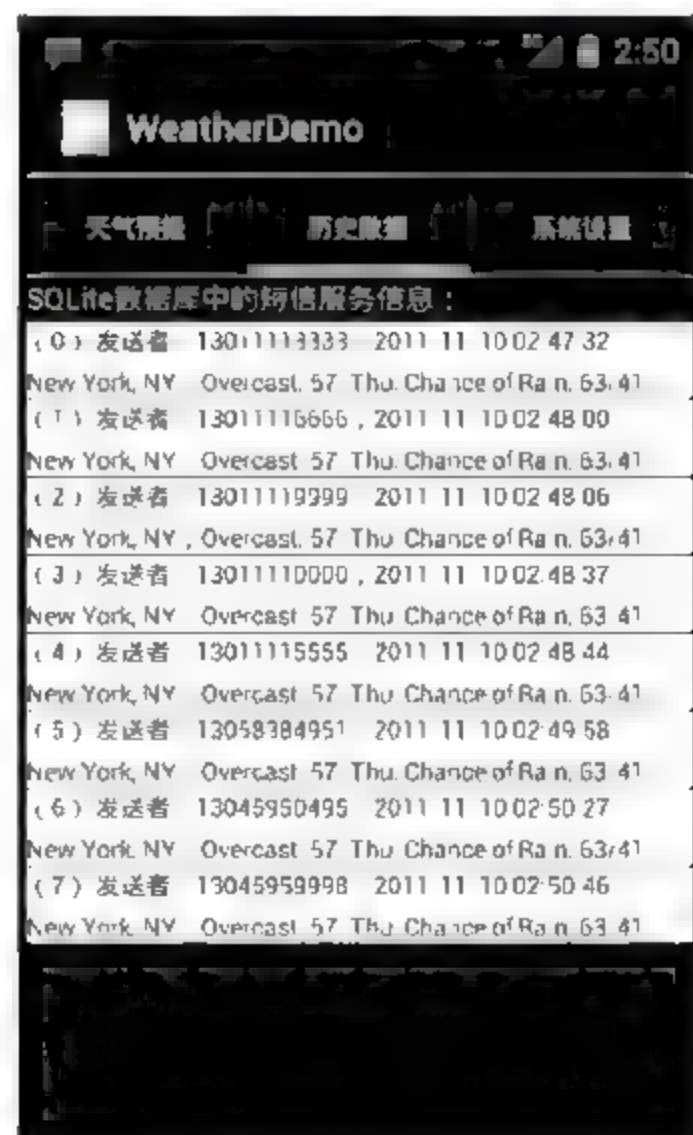 3G 2:50
WeatherDemo
天气预报 历史数据 系统设置
SQLite数据库中的短信服务信息：
（0）发送者 13011113333 2011 11 10 02 47 32
New York, NY Overcast. 57 Thu. Chance of Rain. 63/41
（1）发送者 13011116666 , 2011 11 10 02 48 00
New York, NY Overcast 57 Thu. Chance of Rain. 63/41
（2）发送者 13011119999 2011 11 10 02 48 06
New York, NY , Overcast. 57 Thu Chance of Rain. 63/41
（3）发送者 13011110000 , 2011 11 10 02 48 37
New York, NY Overcast 57 Thu Chance of Rain. 63 41
（4）发送者 13011115555 2011 11 10 02 48 44
New York, NY Overcast 57 Thu Chance of Rain. 63 41
（5）发送者 13058384951 2011 11 10 02:49 58
New York, NY Overcast 57 Thu. Chance of Rain. 63 41
（6）发送者 13045950495 2011 11 10 02:50 27
New York. NY Overcast 57 Thu Chance of Rain. 63/41
（7）发送者 13045959998 2011 11 10 02:50 46
New York, NY Overcast 57 Thu Chance of Rain 63 41